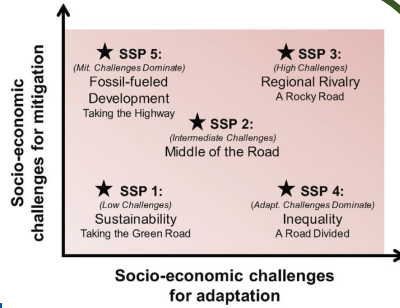 Socio-economic
challenges for mitigation
★ SSP 5:
(Mit. Challenges Dominate)
Fossil-fueled
Development
Taking the Highway
★ SSP 3:
(High Challenges)
Regional Rivalry
A Rocky Road
★ SSP 2:
(Intermediate Challenges)
Middle of the Road
★ SSP 1:
(Low Challenges)
Sustainability
Taking the Green Road
★ SSP 4:
(Adapt. Challenges Dominate)
Inequality
A Road Divided
Socio-economic challenges
for adaptation